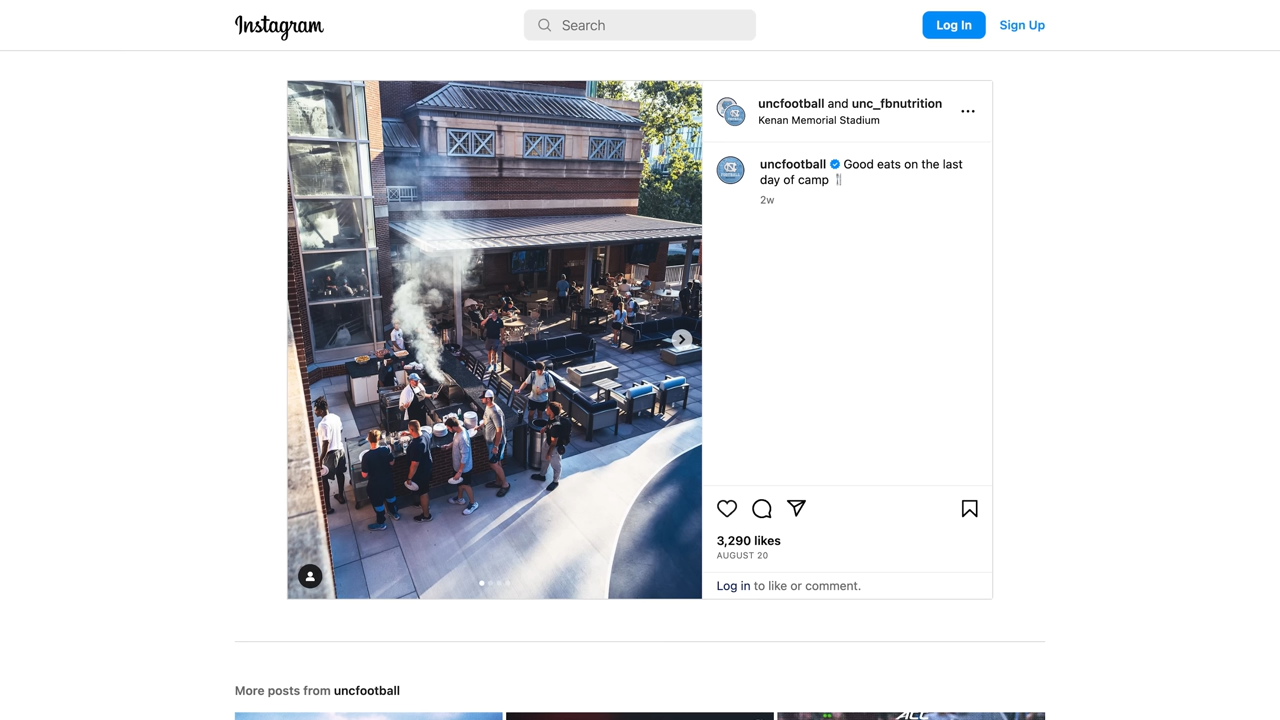 Instagram
Search
Log In
Sign Up
uncfootball and unc_fbnutrition
Kenan Memorial Stadium
uncfootball Good eats on the last
day of camp 🍴
2w
3,290 likes
AUGUST 20
Log in to like or comment.
More posts from uncfootball
ACC